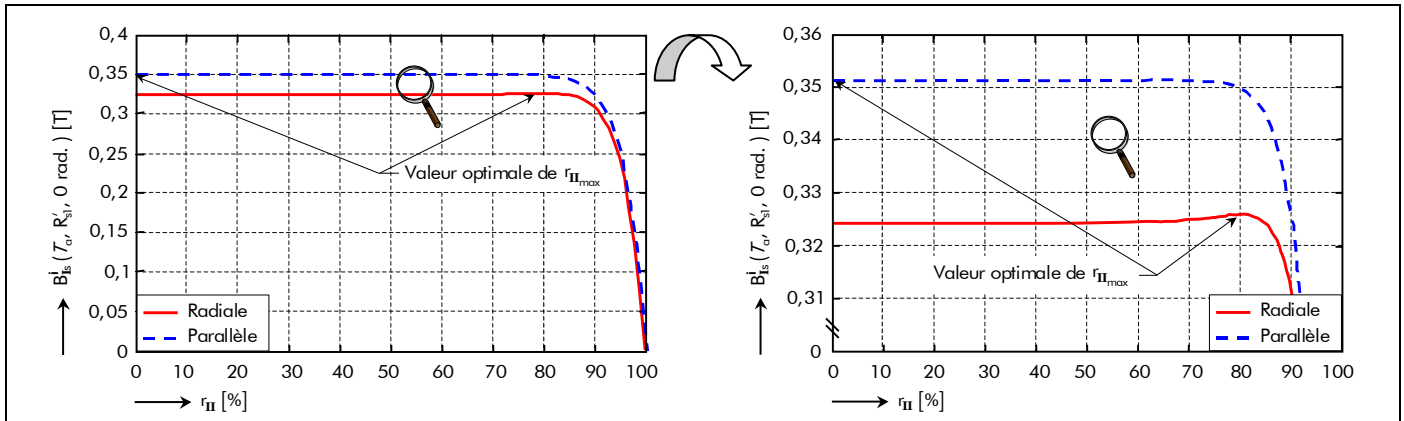 0,4
0,35
0,3
0,25
0,2
0,15
0,1
0,05
0
B^i_Is (T_a, R'_sl, 0 rad.) [T]
Valeur optimale de r_IImax
Radiale
Parallèle
0 10 20 30 40 50 60 70 80 90 100
r_II [%]
0,36
0,35
0,34
0,33
0,32
0,31
0
B^i_Is (T_a, R'_sl, 0 rad.) [T]
Valeur optimale de r_IImax
Radiale
Parallèle
0 10 20 30 40 50 60 70 80 90 100
r_II [%]